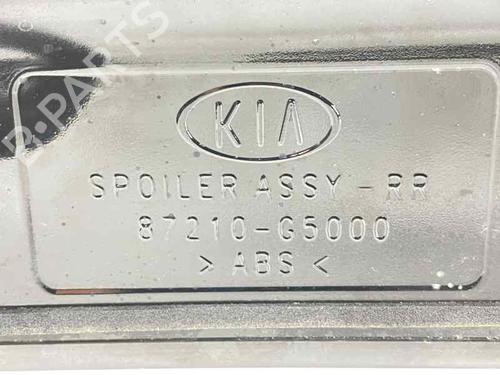 B-PARTS
KIA
SPOILER ASSY-RR
87210-G5000
>ABS<